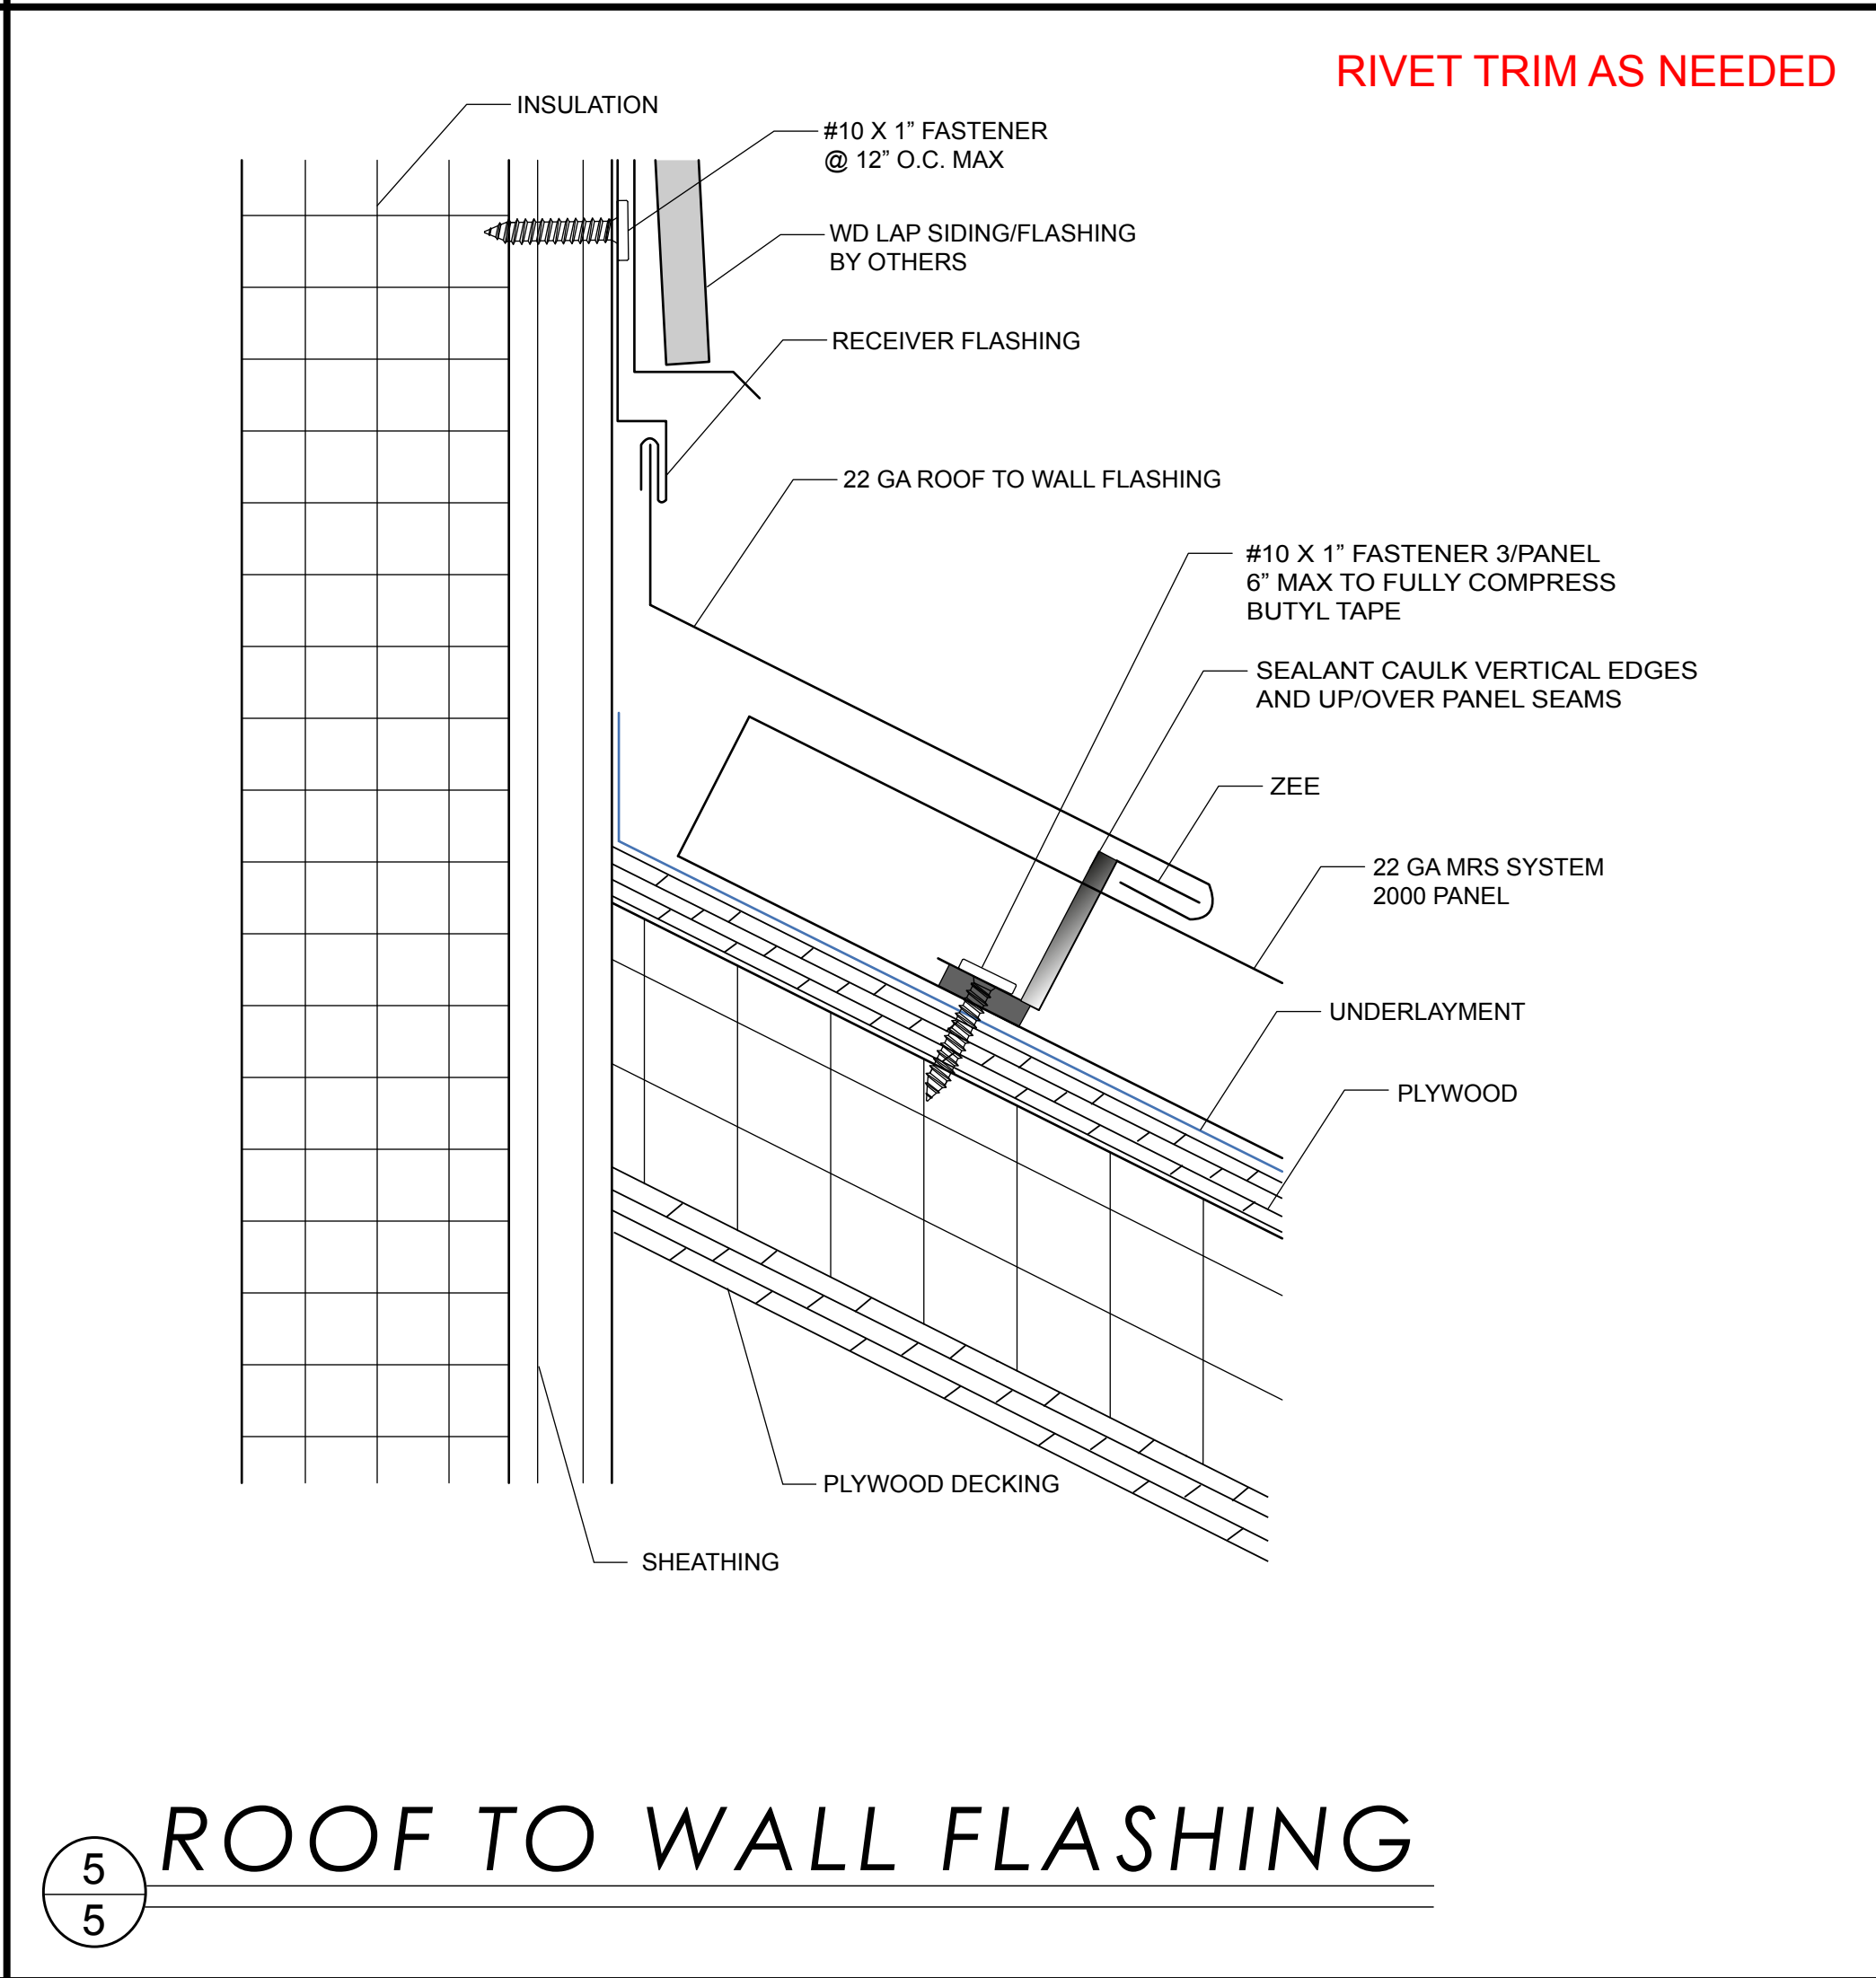 RIVET TRIM AS NEEDED
INSULATION
#10 X 1” FASTENER
@ 12” O.C. MAX
WD LAP SIDING/FLASHING
BY OTHERS
RECEIVER FLASHING
22 GA ROOF TO WALL FLASHING
#10 X 1” FASTENER 3/PANEL
6” MAX TO FULLY COMPRESS
BUTYL TAPE
SEALANT CAULK VERTICAL EDGES
AND UP/OVER PANEL SEAMS
ZEE
22 GA MRS SYSTEM
2000 PANEL
UNDERLAYMENT
PLYWOOD
PLYWOOD DECKING
SHEATHING
ROOF TO WALL FLASHING
5
5